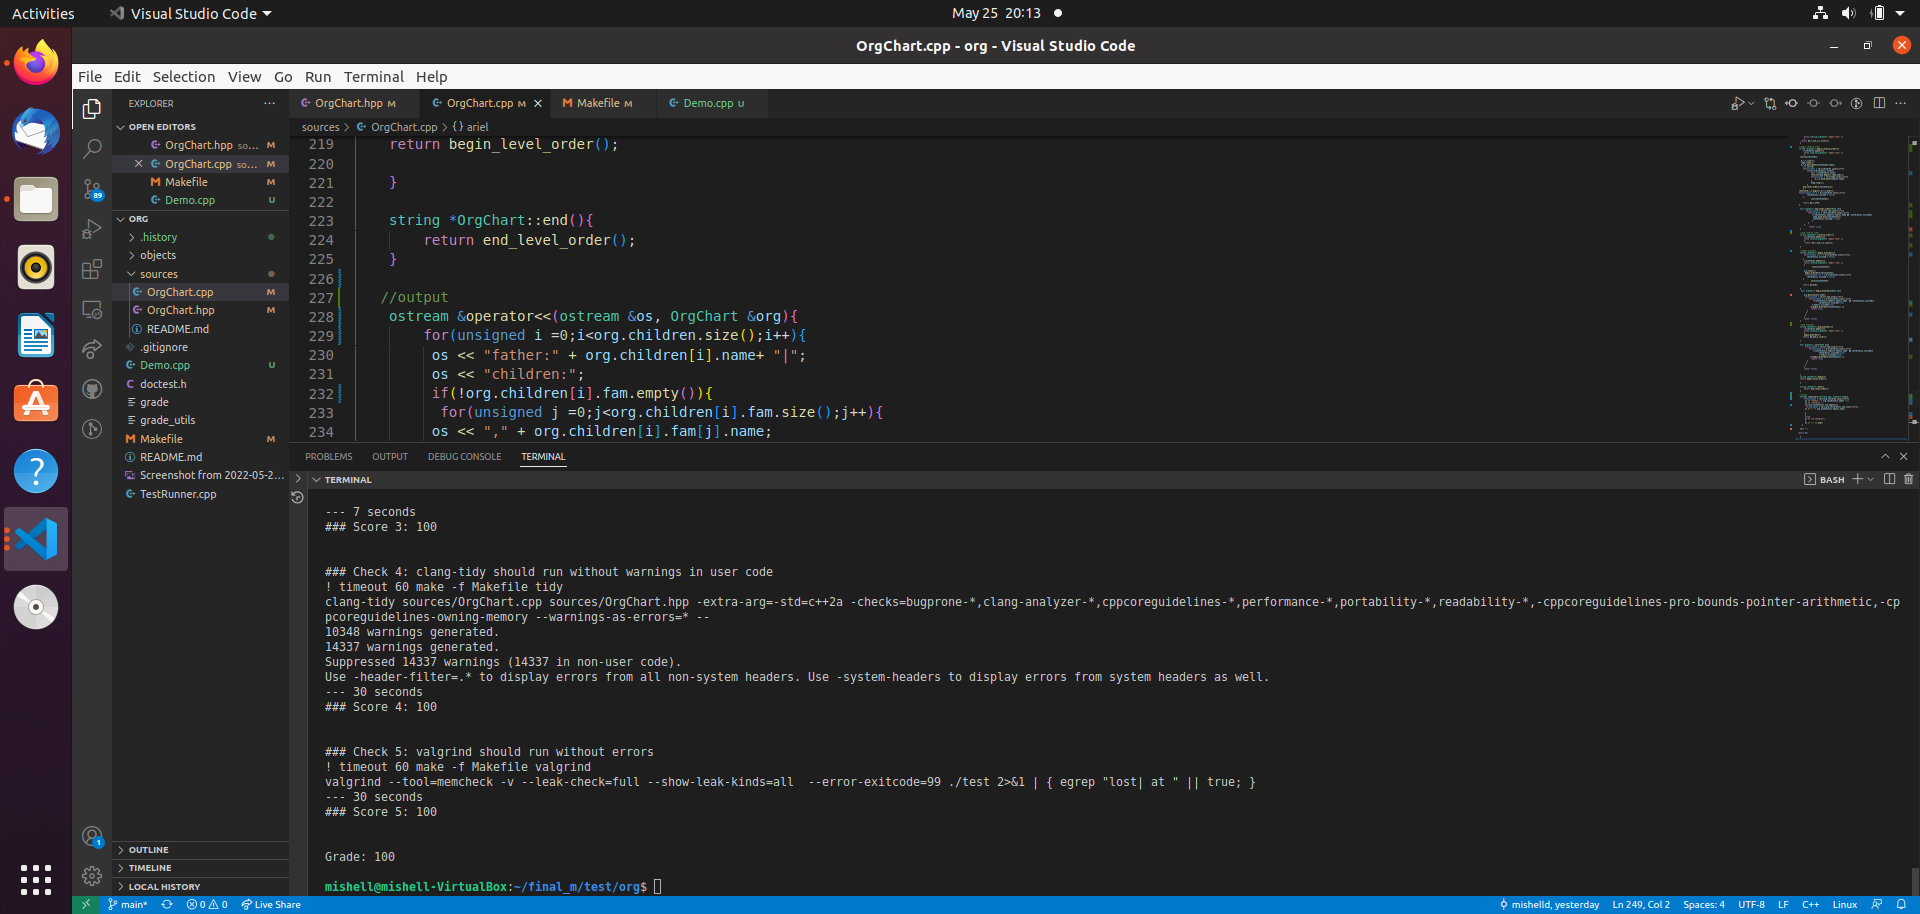 Activities
Visual Studio Code
May 25 20:13
OrgChart.cpp - org - Visual Studio Code
File Edit Selection View Go Run Terminal Help
EXPLORER
OrgChart.hpp M
OrgChart.cpp M
Makefile M
Demo.cpp U
OPEN EDITORS
OrgChart.hpp so... M
OrgChart.cpp so... M
Makefile M
Demo.cpp U
ORG
.history
objects
sources
OrgChart.cpp M
OrgChart.hpp M
README.md
.gitignore
Demo.cpp U
doctest.h
grade
grade_utils
Makefile M
README.md
Screenshot from 2022-05-2...
TestRunner.cpp
OUTLINE
TIMELINE
LOCAL HISTORY
89
1
sources > OrgChart.cpp > {} ariel
219 return begin_level_order();
220
221 }
222
223 string *OrgChart::end(){
224 return end_level_order();
225 }
226
227 //output
228 ostream &operator<<(ostream &os, OrgChart &org){
229 for(unsigned i =0;i<org.children.size();i++){
230 os << "father:" + org.children[i].name+ "|";
231 os << "children:";
232 if(!org.children[i].fam.empty()){
233 for(unsigned j =0;j<org.children[i].fam.size();j++){
234 os << "," + org.children[i].fam[j].name;
PROBLEMS OUTPUT DEBUG CONSOLE TERMINAL
TERMINAL
BASH
--- 7 seconds
### Score 3: 100
### Check 4: clang-tidy should run without warnings in user code
! timeout 60 make -f Makefile tidy
clang-tidy sources/OrgChart.cpp sources/OrgChart.hpp -extra-arg=-std=c++2a -checks=bugprone-*,clang-analyzer-*,cppcoreguidelines-*,performance-*,portability-*,readability-*,-cppcoreguidelines-pro-bounds-pointer-arithmetic,-cp
pcoreguidelines-owning-memory --warnings-as-errors=* --
10348 warnings generated.
14337 warnings generated.
Suppressed 14337 warnings (14337 in non-user code).
Use -header-filter=.* to display errors from all non-system headers. Use -system-headers to display errors from system headers as well.
--- 30 seconds
### Score 4: 100
### Check 5: valgrind should run without errors
! timeout 60 make -f Makefile valgrind
valgrind --tool=memcheck -v --leak-check=full --show-leak-kinds=all  --error-exitcode=99 ./test 2>&1 | { egrep "lost| at " || true; }
--- 30 seconds
### Score 5: 100
Grade: 100
mishell@mishell-VirtualBox:~/final_m/test/org$
main* 0 0 Live Share
mishelld, yesterday Ln 249, Col 2 Spaces: 4 UTF-8 LF C++ Linux